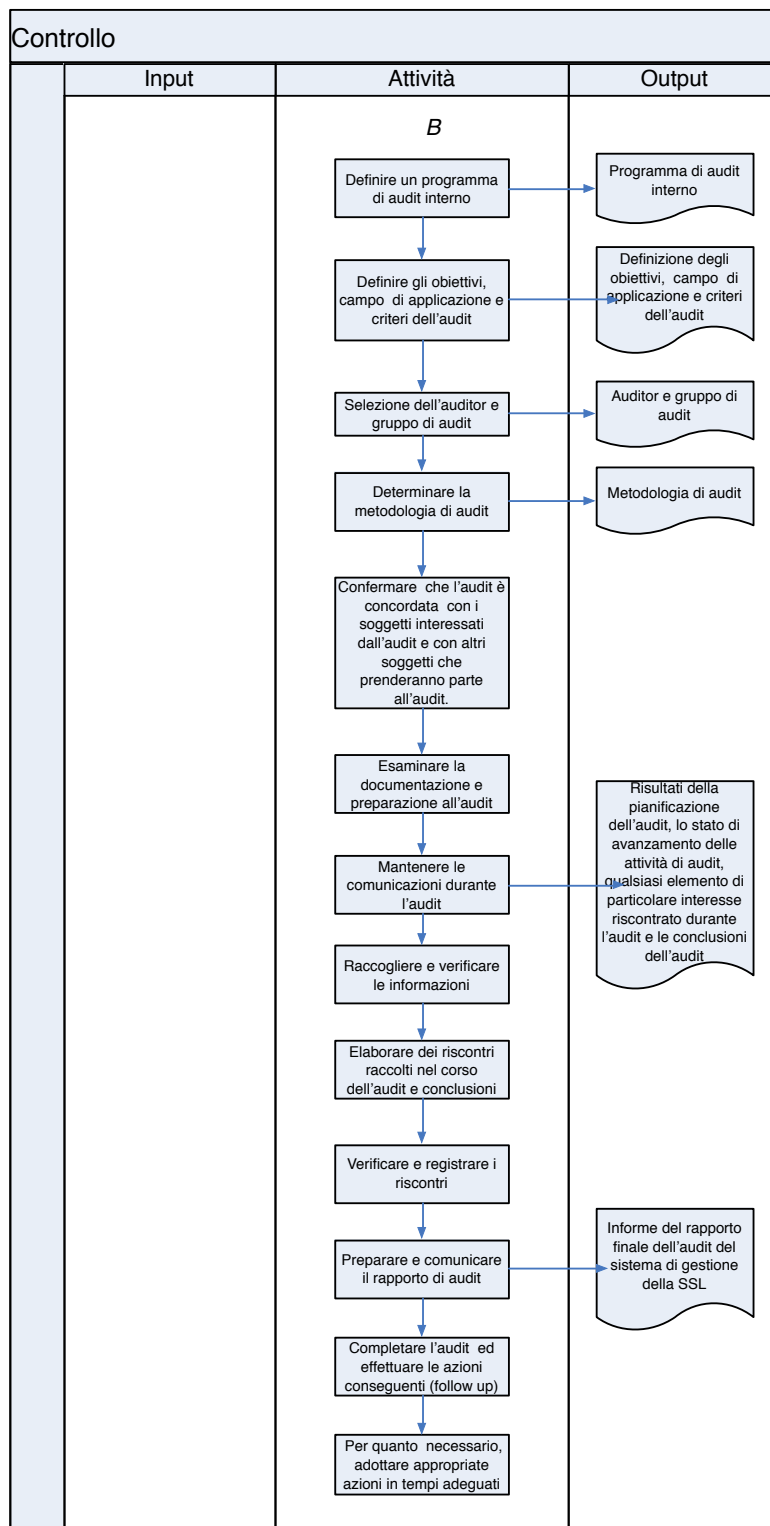 Controllo
Input
Attività
Output
B
Definire un programma
di audit interno
Programma di audit
interno
Definire gli obiettivi,
campo di applicazione e
criteri dell'audit
Definizione degli
obiettivi, campo di
applicazione e criteri
dell'audit
Selezione dell'auditor e
gruppo di audit
Auditor e gruppo di
audit
Determinare la
metodologia di audit
Metodologia di audit
Confermare che l'audit è
concordata con i
soggetti interessati
dall'audit e con altri
soggetti che
prenderanno parte
all'audit.
Esaminare la
documentazione e
preparazione all'audit
Mantenere le
comunicazioni durante
l'audit
Risultati della
pianificazione
dell'audit, lo stato di
avanzamento delle
attività di audit,
qualsiasi elemento di
particolare interesse
riscontrato durante
l'audit e le conclusioni
dell'audit
Raccogliere e verificare
le informazioni
Elaborare dei riscontri
raccolti nel corso
dell'audit e conclusioni
Verificare e registrare i
riscontri
Preparare e comunicare
il rapporto di audit
Informe del rapporto
finale dell'audit del
sistema di gestione
della SSL
Completare l'audit ed
effettuare le azioni
conseguenti (follow up)
Per quanto necessario,
adottare appropriate
azioni in tempi adeguati